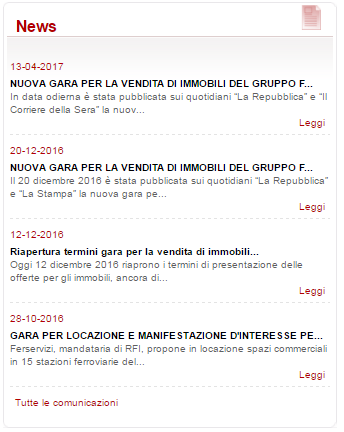 News
13-04-2017
NUOVA GARA PER LA VENDITA DI IMMOBILI DEL GRUPPO F...
In data odierna è stata pubblicata sui quotidiani “La Repubblica” e “Il
Corriere della Sera” la nuov...
Leggi
20-12-2016
NUOVA GARA PER LA VENDITA DI IMMOBILI DEL GRUPPO F...
Il 20 dicembre 2016 è stata pubblicata sui quotidiani “La Repubblica”
e “La Stampa” la nuova gara pe...
Leggi
12-12-2016
Riapertura termini gara per la vendita di immobili...
Oggi 12 dicembre 2016 riaprono i termini di presentazione delle
offerte per gli immobili, ancora di...
Leggi
28-10-2016
GARA PER LOCAZIONE E MANIFESTAZIONE D'INTERESSE PE...
Ferservizi, mandataria di RFI, propone in locazione spazi commerciali
in 15 stazioni ferroviarie del...
Leggi
Tutte le comunicazioni